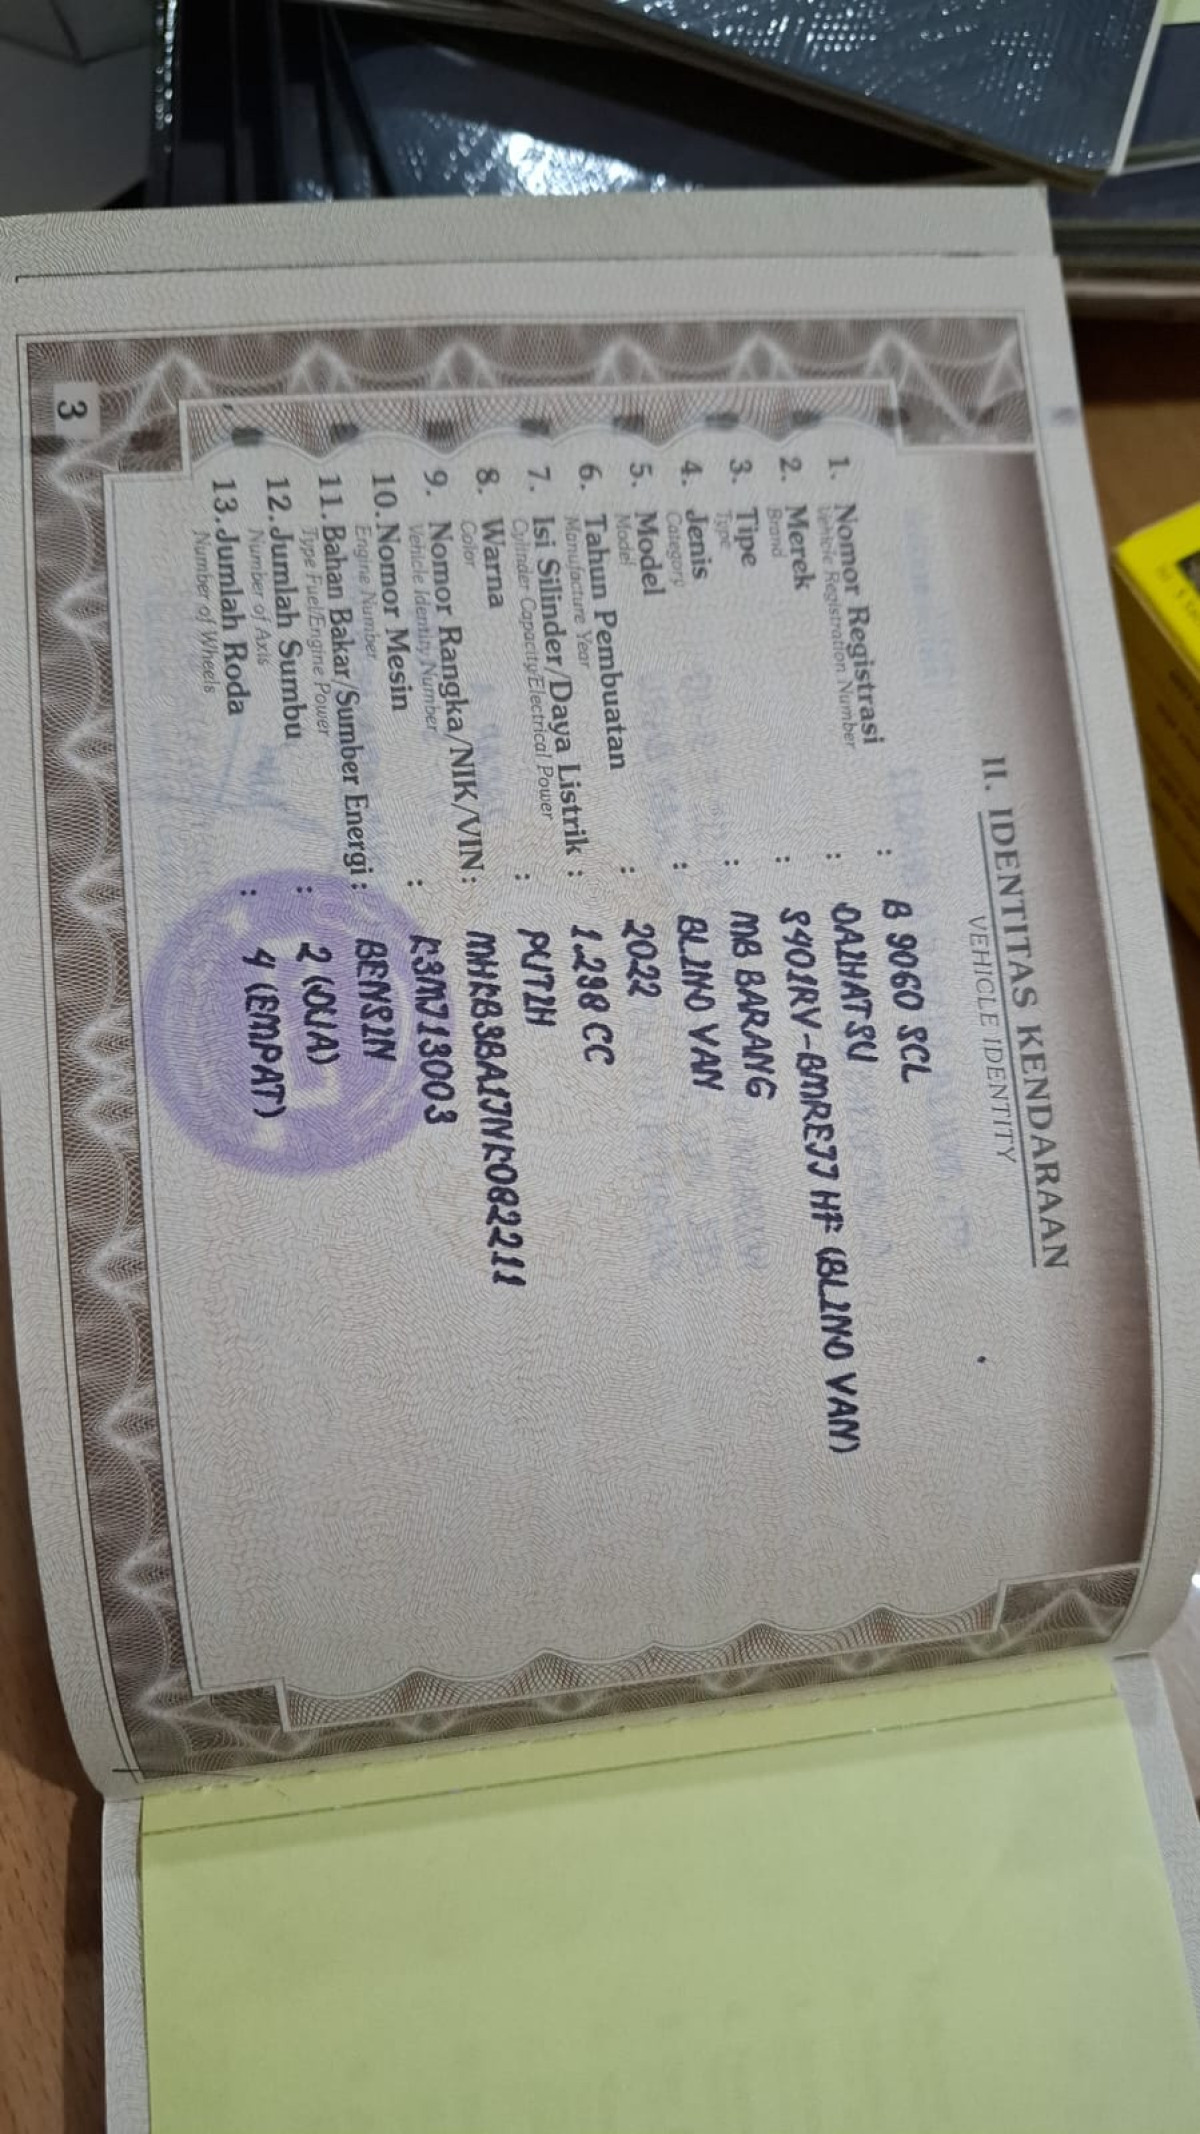 II. IDENTITAS KENDARAAN
VEHICLE IDENTITY
1. Nomor Registrasi : B 9060 SCL
Vehicle Registration Number
2. Merek : DAIHATSU
Brand
3. Tipe : S401RV-BMREJJ HF (BLIND VAN)
Type
4. Jenis : MB BARANG
Category
5. Model : BLIND VAN
Model
6. Tahun Pembuatan : 2022
Manufacture Year
7. Isi Silinder/Daya Listrik : 1.298 CC
Cylinder Capacity/Electrical Power
8. Warna : PUTIH
Color
9. Nomor Rangka/NIK/VIN : MHKB3BA1JNK082211
Vehicle Identity Number
10. Nomor Mesin : K3MJ13003
Engine Number
11. Bahan Bakar/Sumber Energi : BENSIN
Type Fuel/Engine Power
12. Jumlah Sumbu : 2 (DUA)
Number of Axis
13. Jumlah Roda : 4 (EMPAT)
Number of Wheels
3